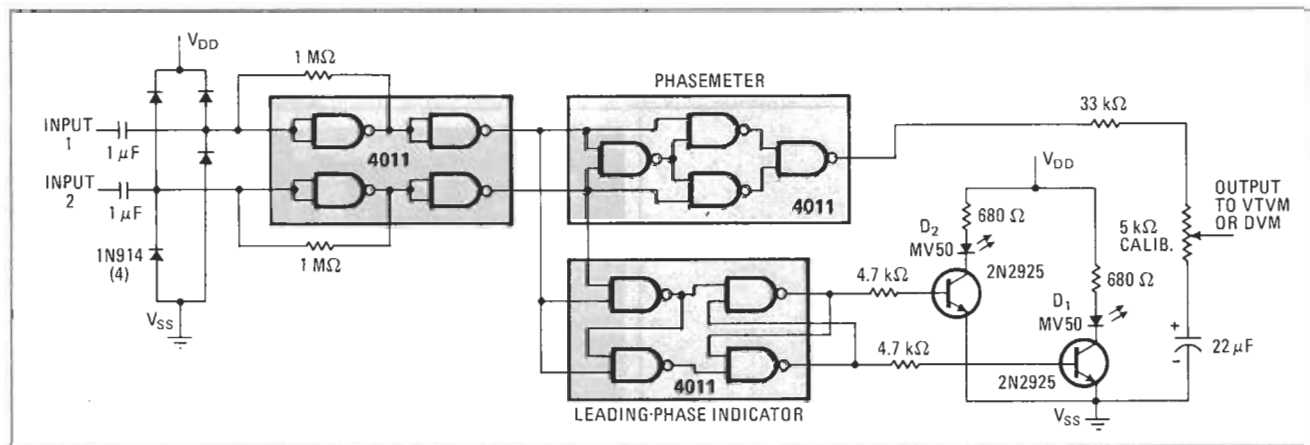 V_DD
1 MΩ
PHASEMETER
33 kΩ
INPUT
1
1 μF
4011
V_DD
INPUT
2
1 μF
4011
OUTPUT
TO VTVM
OR DVM
680 Ω
5 kΩ
CALIB.
D_2
MV50
1N914
(4)
1 MΩ
4.7 kΩ
2N2925
680 Ω
D_1
MV50
V_SS
4.7 kΩ
+
22 μF
-
4011
2N2925
LEADING-PHASE INDICATOR
V_SS